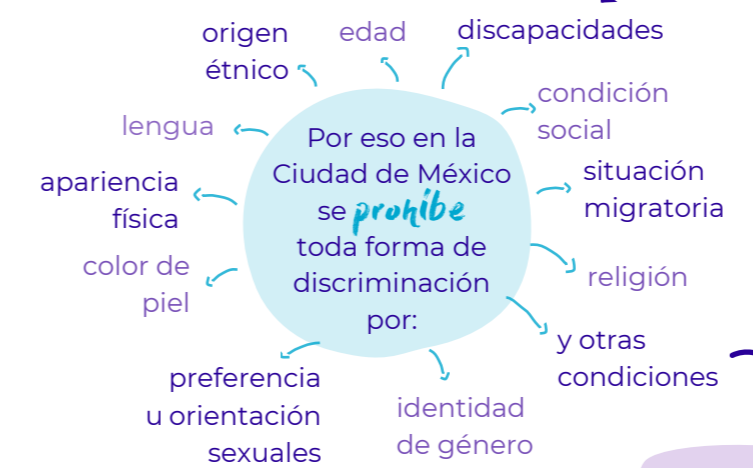 Por eso en la
Ciudad de México
se prohíbe
toda forma de
discriminación
por:
origen
étnico
edad
discapacidades
condición
social
situación
migratoria
religión
y otras
condiciones
identidad
de género
preferencia
u orientación
sexuales
color de
piel
apariencia
física
lengua